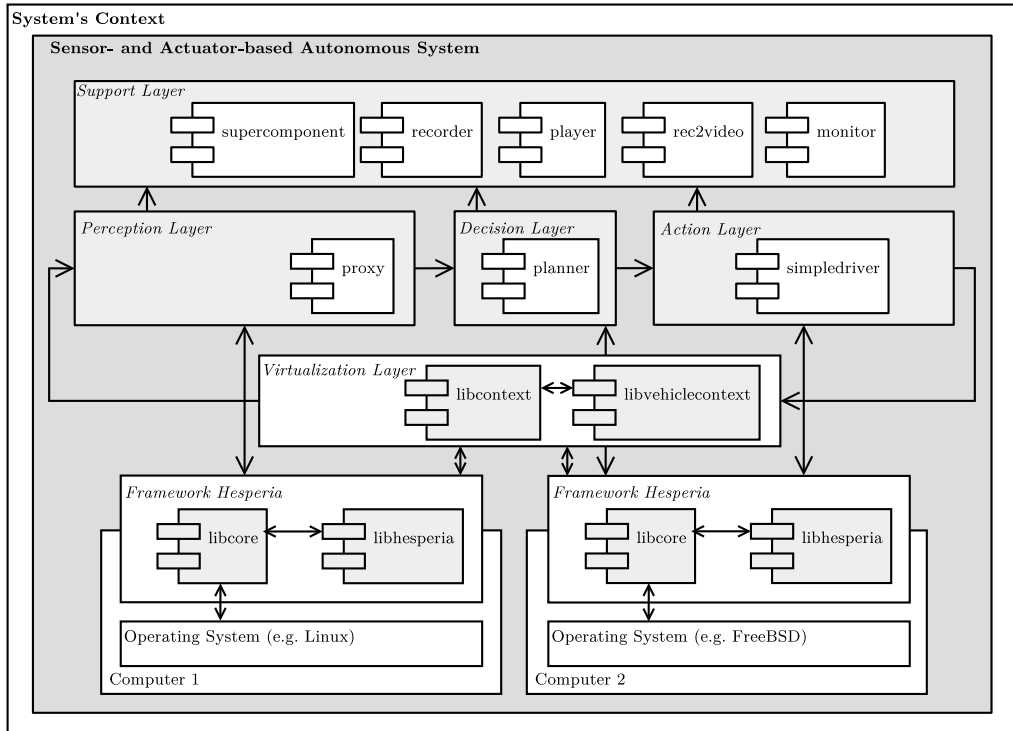 System's Context
Sensor- and Actuator-based Autonomous System
Support Layer
supercomponent
recorder
player
rec2video
monitor
Perception Layer
proxy
Decision Layer
planner
Action Layer
simpledriver
Virtualization Layer
libcontext
libvehiclecontext
Framework Hesperia
libcore
libhesperia
Operating System (e.g. Linux)
Computer 1
Framework Hesperia
libcore
libhesperia
Operating System (e.g. FreeBSD)
Computer 2